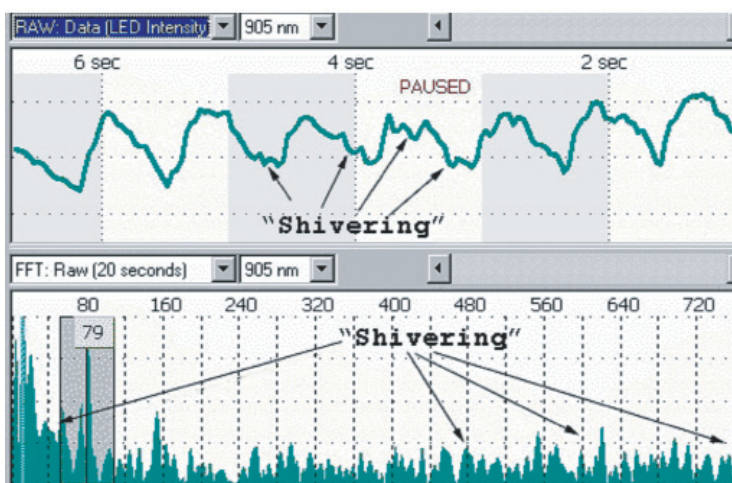 RAW: Data (LED Intensity 905 nm
6 sec 4 sec 2 sec
PAUSED
"Shivering"
FFT: Raw (20 seconds) 905 nm
80 160 240 320 400 480 560 640 720
79
"Shivering"